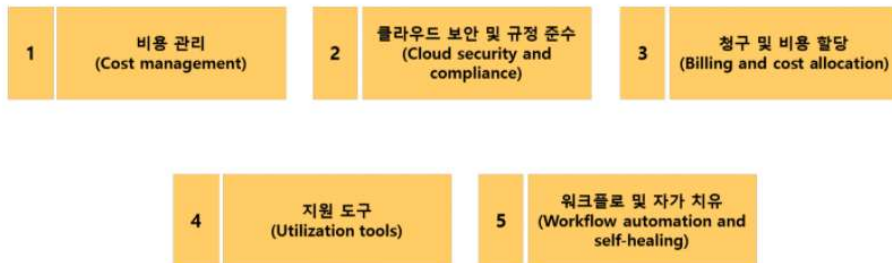 1
비용 관리
(Cost management)
2
클라우드 보안 및 규정 준수
(Cloud security and
compliance)
3
청구 및 비용 할당
(Billing and cost allocation)
4
지원 도구
(Utilization tools)
5
워크플로 및 자가 치유
(Workflow automation and
self-healing)